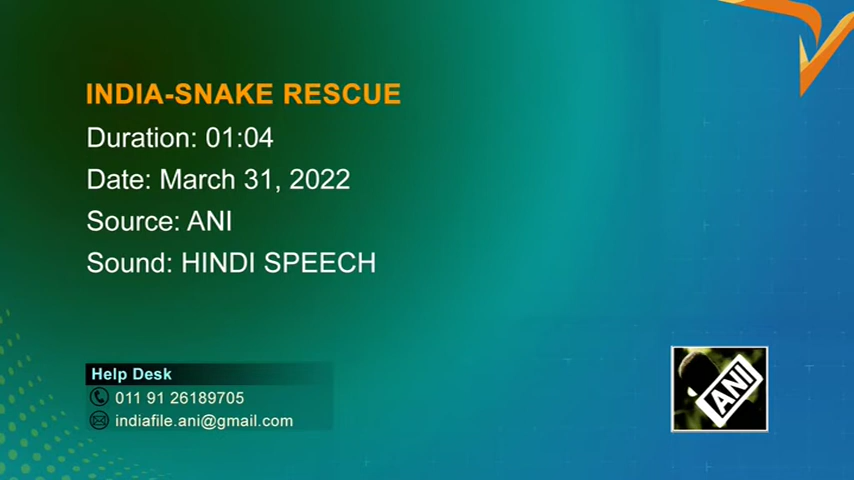 INDIA-SNAKE RESCUE
Duration: 01:04
Date: March 31, 2022
Source: ANI
Sound: HINDI SPEECH
Help Desk
011 91 26189705
indiafile.ani@gmail.com
ANI